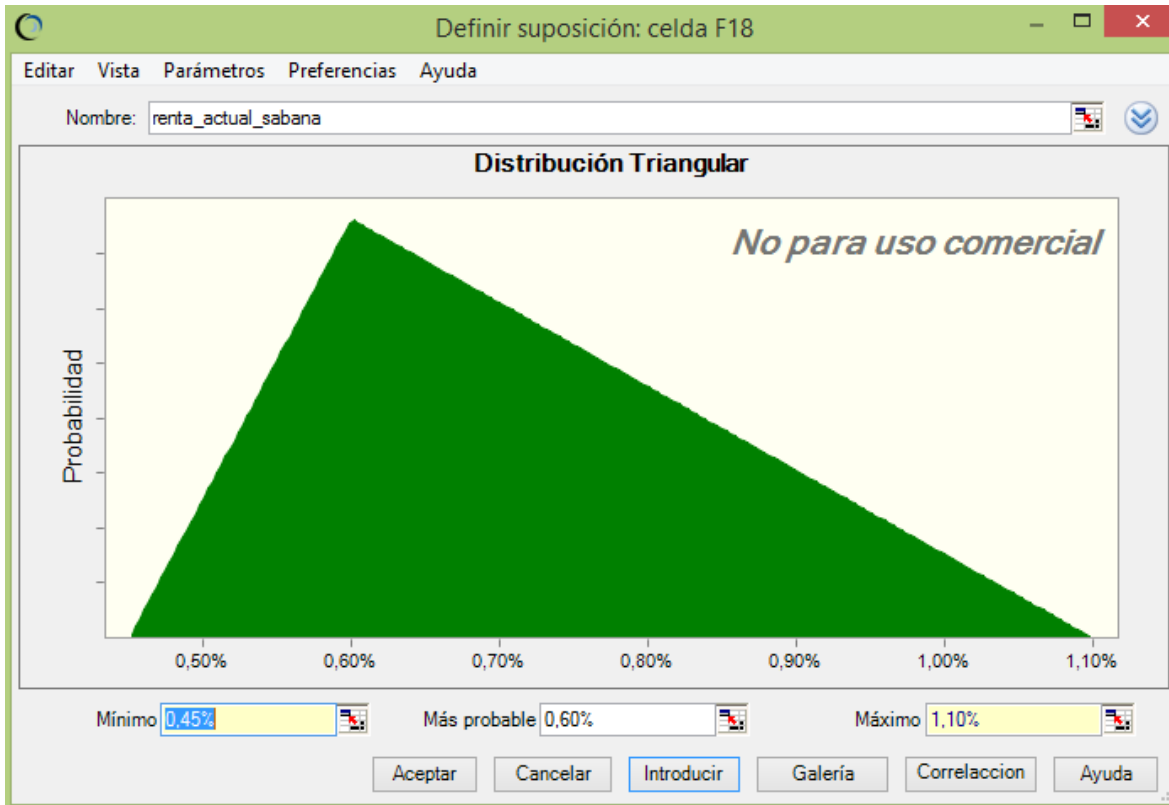 Definir suposición: celda F18
Editar Vista Parámetros Preferencias Ayuda
Nombre: renta_actual_sabana
Distribución Triangular
No para uso comercial
Probabilidad
0,50% 0,60% 0,70% 0,80% 0,90% 1,00% 1,10%
Mínimo 0,45% Más probable 0,60% Máximo 1,10%
Aceptar Cancelar Introducir Galería Correlaccion Ayuda